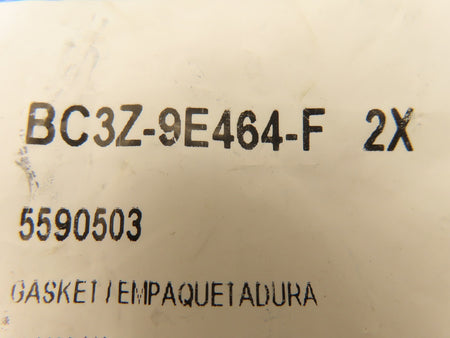 BC3Z-9E464-F 2X
5590503
GASKET/EMPAQUETADURA